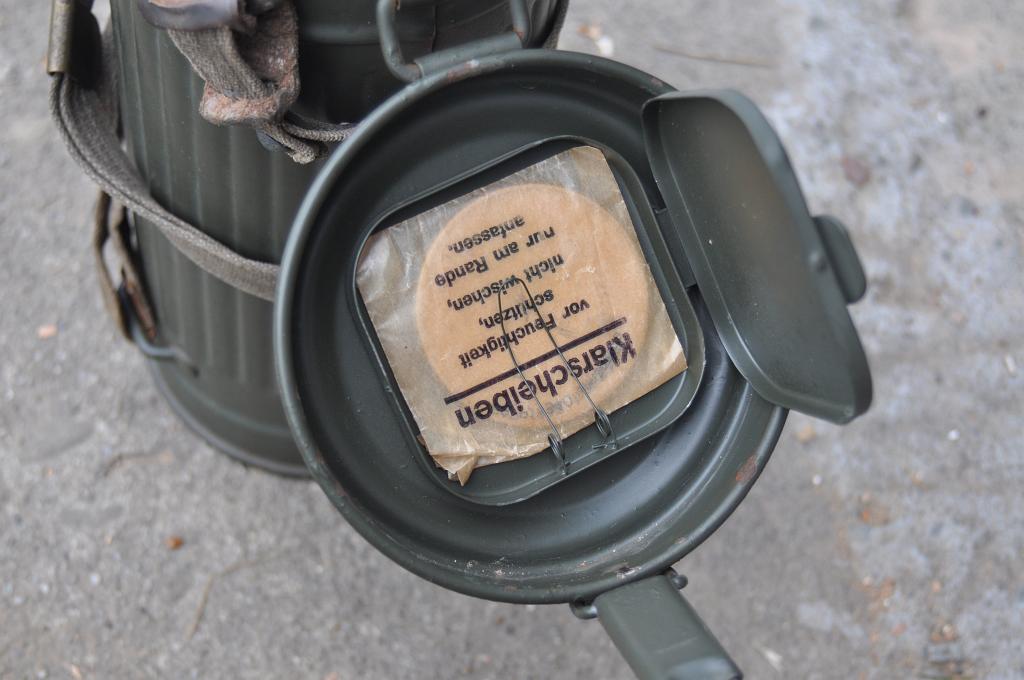 Klarscheiben
vor Feuchtigkeit
schützen,
nicht wischen,
nur am Rande
anfassen.